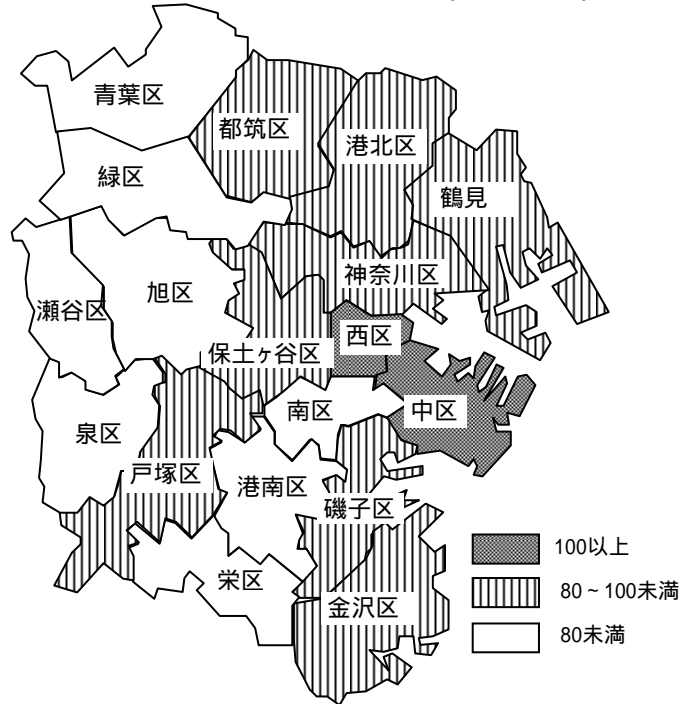 青葉区
都筑区
港北区
緑区
鶴見
神奈川区
旭区
瀬谷区
西区
保土ヶ谷区
南区
中区
泉区
戸塚区
港南区
磯子区
100以上
栄区
80~100未満
金沢区
80未満